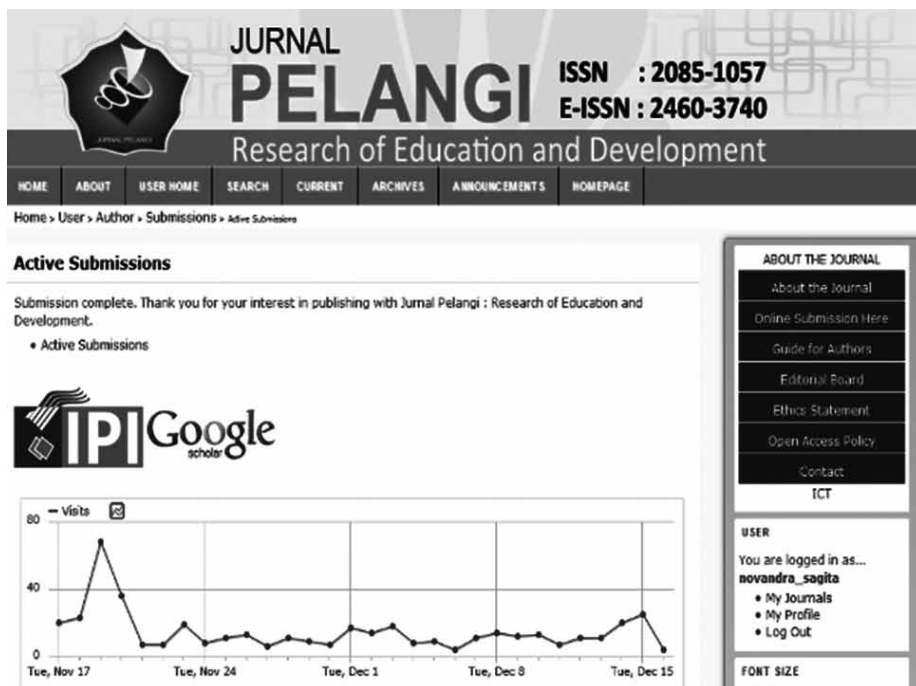 JURNAL
PELANGI
ISSN : 2085-1057
E-ISSN : 2460-3740
JURNAL PELANGI
Research of Education and Development
HOME ABOUT USER HOME SEARCH CURRENT ARCHIVES ANNOUNCEMENTS HOMEPAGE
Home > User > Author > Submissions > Active Submissions
Active Submissions
Submission complete. Thank you for your interest in publishing with Jurnal Pelangi : Research of Education and
Development.
• Active Submissions
IPI Google
scholar
Visits
80
40
0
Tue, Nov 17 Tue, Nov 24 Tue, Dec 1 Tue, Dec 8 Tue, Dec 15
ABOUT THE JOURNAL
About the Journal
Online Submission Here
Guide for Authors
Editorial Board
Ethics Statement
Open Access Policy
Contact
ICT
USER
You are logged in as...
novandra_sagita
• My Journals
• My Profile
• Log Out
FONT SIZE